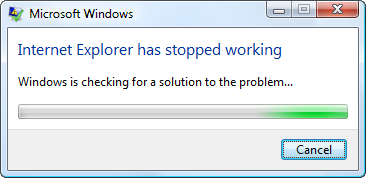 Microsoft Windows
Internet Explorer has stopped working
Windows is checking for a solution to the problem...
Cancel